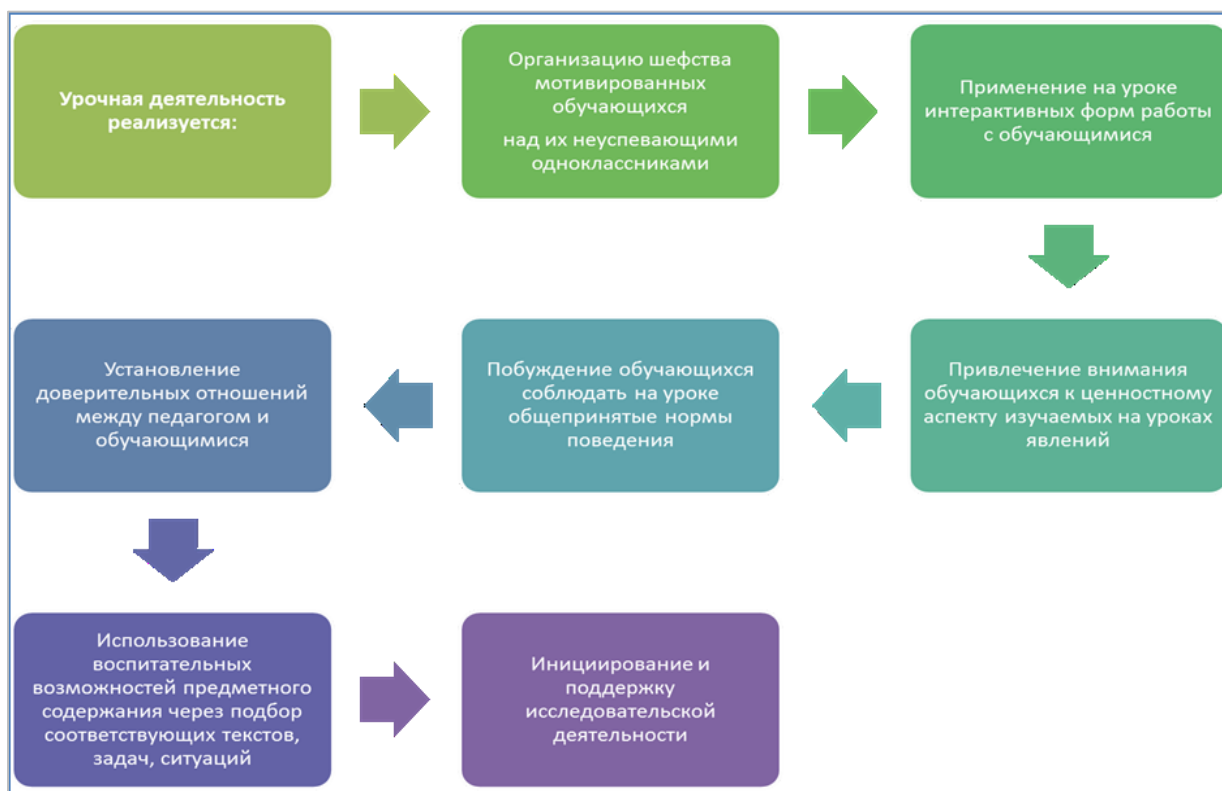 Урочная деятельность
реализуется:
Организацию шефства
мотивированных
обучающихся
над их неуспевающими
одноклассниками
Применение на уроке
интерактивных форм работы
с обучающимися
Привлечение внимания
обучающихся к ценностному
аспекту изучаемых на уроках
явлений
Побуждение обучающихся
соблюдать на уроке
общепринятые нормы
поведения
Установление
доверительных отношений
между педагогом и
обучающимися
Использование
воспитательных
возможностей предметного
содержания через подбор
соответствующих текстов,
задач, ситуаций
Инициирование и
поддержку
исследовательской
деятельности